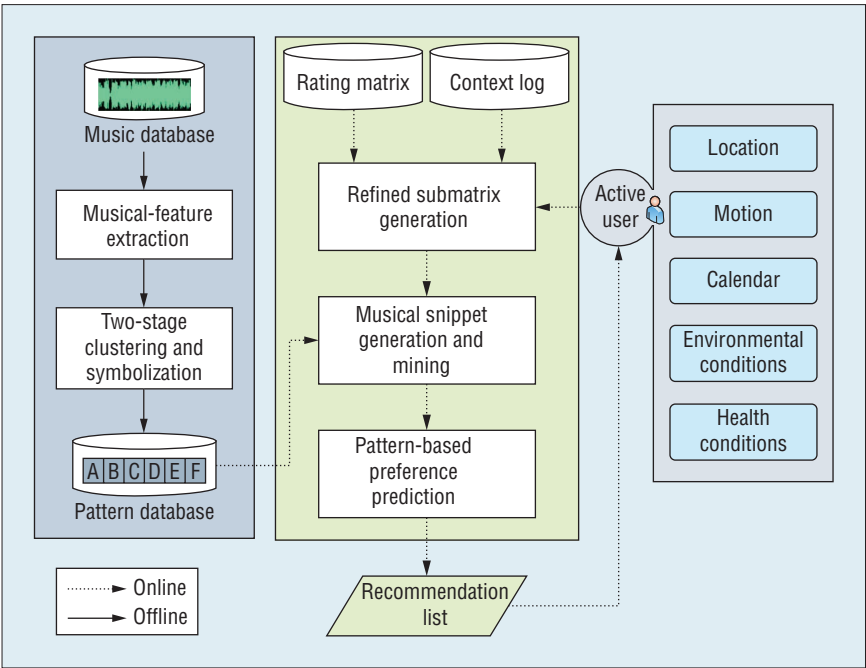 Music database
Musical-feature
extraction
Two-stage
clustering and
symbolization
A B C D E F
Pattern database
Rating matrix
Context log
Refined submatrix
generation
Musical snippet
generation and
mining
Pattern-based
preference
prediction
Recommendation
list
Active
user
Location
Motion
Calendar
Environmental
conditions
Health
conditions
Online
Offline